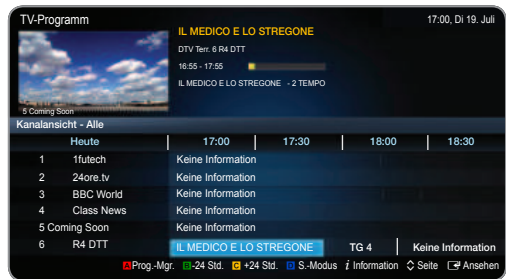 TV-Programm
17:00, Di 19. Juli
IL MEDICO E LO STREGONE
DTV Terr. 6 R4 DTT
16:55 - 17:55
IL MEDICO E LO STREGONE - 2 TEMPO
5 Coming Soon
Kanalansicht - Alle
Heute 17:00 17:30 18:00 18:30
1 1futech Keine Information
2 24ore.tv Keine Information
3 BBC World Keine Information
4 Class News Keine Information
5 Coming Soon Keine Information
6 R4 DTT IL MEDICO E LO STREGONE TG 4 Keine Information
A Prog.-Mgr. B -24 Std. C +24 Std. D S.-Modus i Information Seite Ansehen